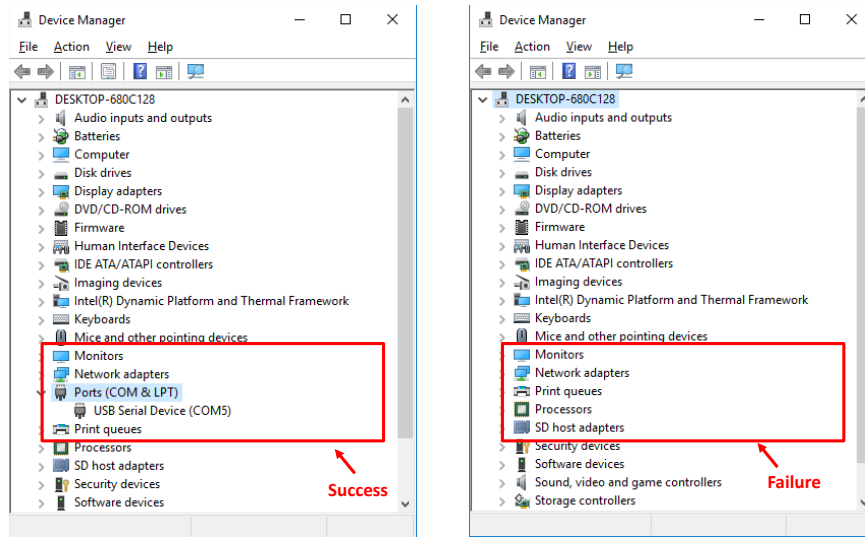 Device Manager
File Action View Help
DESKTOP-680C128
Audio inputs and outputs
Batteries
Computer
Disk drives
Display adapters
DVD/CD-ROM drives
Firmware
Human Interface Devices
IDE ATA/ATAPI controllers
Imaging devices
Intel(R) Dynamic Platform and Thermal Framework
Keyboards
Mice and other pointing devices
Monitors
Network adapters
Ports (COM & LPT)
USB Serial Device (COM5)
Print queues
Processors
SD host adapters
Security devices
Software devices
Success
Device Manager
File Action View Help
DESKTOP-680C128
Audio inputs and outputs
Batteries
Computer
Disk drives
Display adapters
DVD/CD-ROM drives
Firmware
Human Interface Devices
IDE ATA/ATAPI controllers
Imaging devices
Intel(R) Dynamic Platform and Thermal Framework
Keyboards
Mice and other pointing devices
Monitors
Network adapters
Print queues
Processors
SD host adapters
Security devices
Software devices
Sound, video and game controllers
Storage controllers
Failure